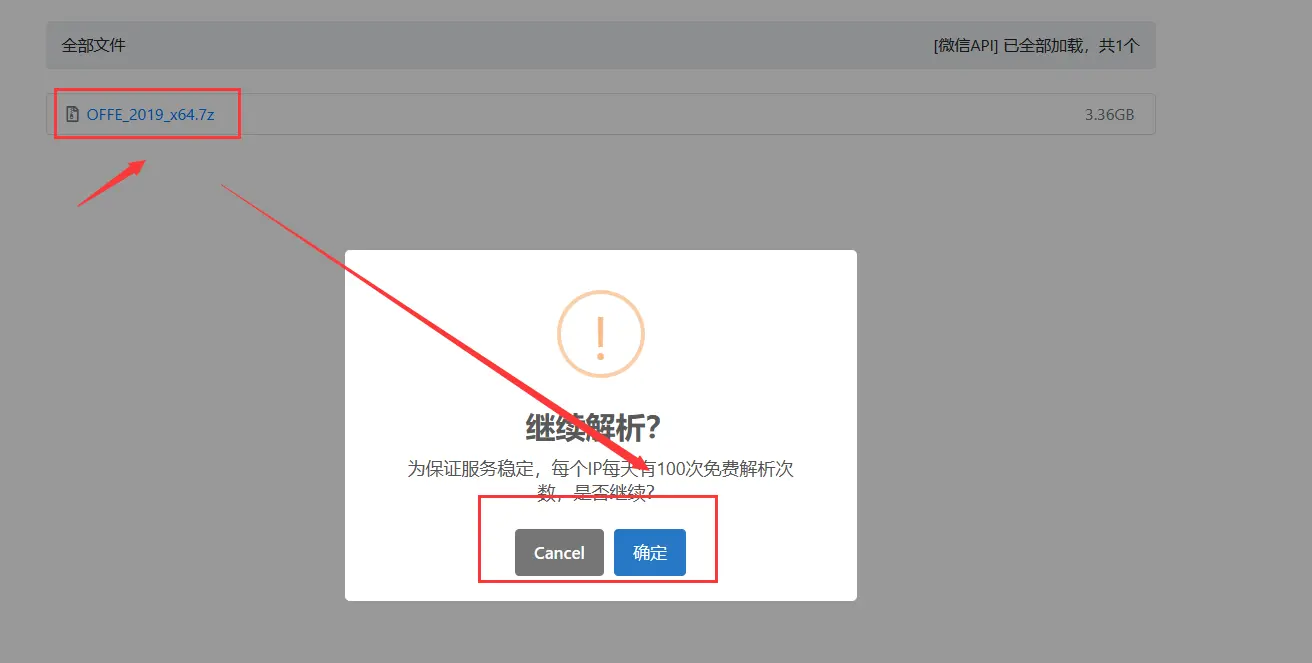 全部文件
[微信API] 已全部加载，共1个
OFFE_2019_x64.7z
3.36GB
继续解析？
为保证服务稳定，每个IP每天有100次免费解析次
数，是否继续？
Cancel
确定